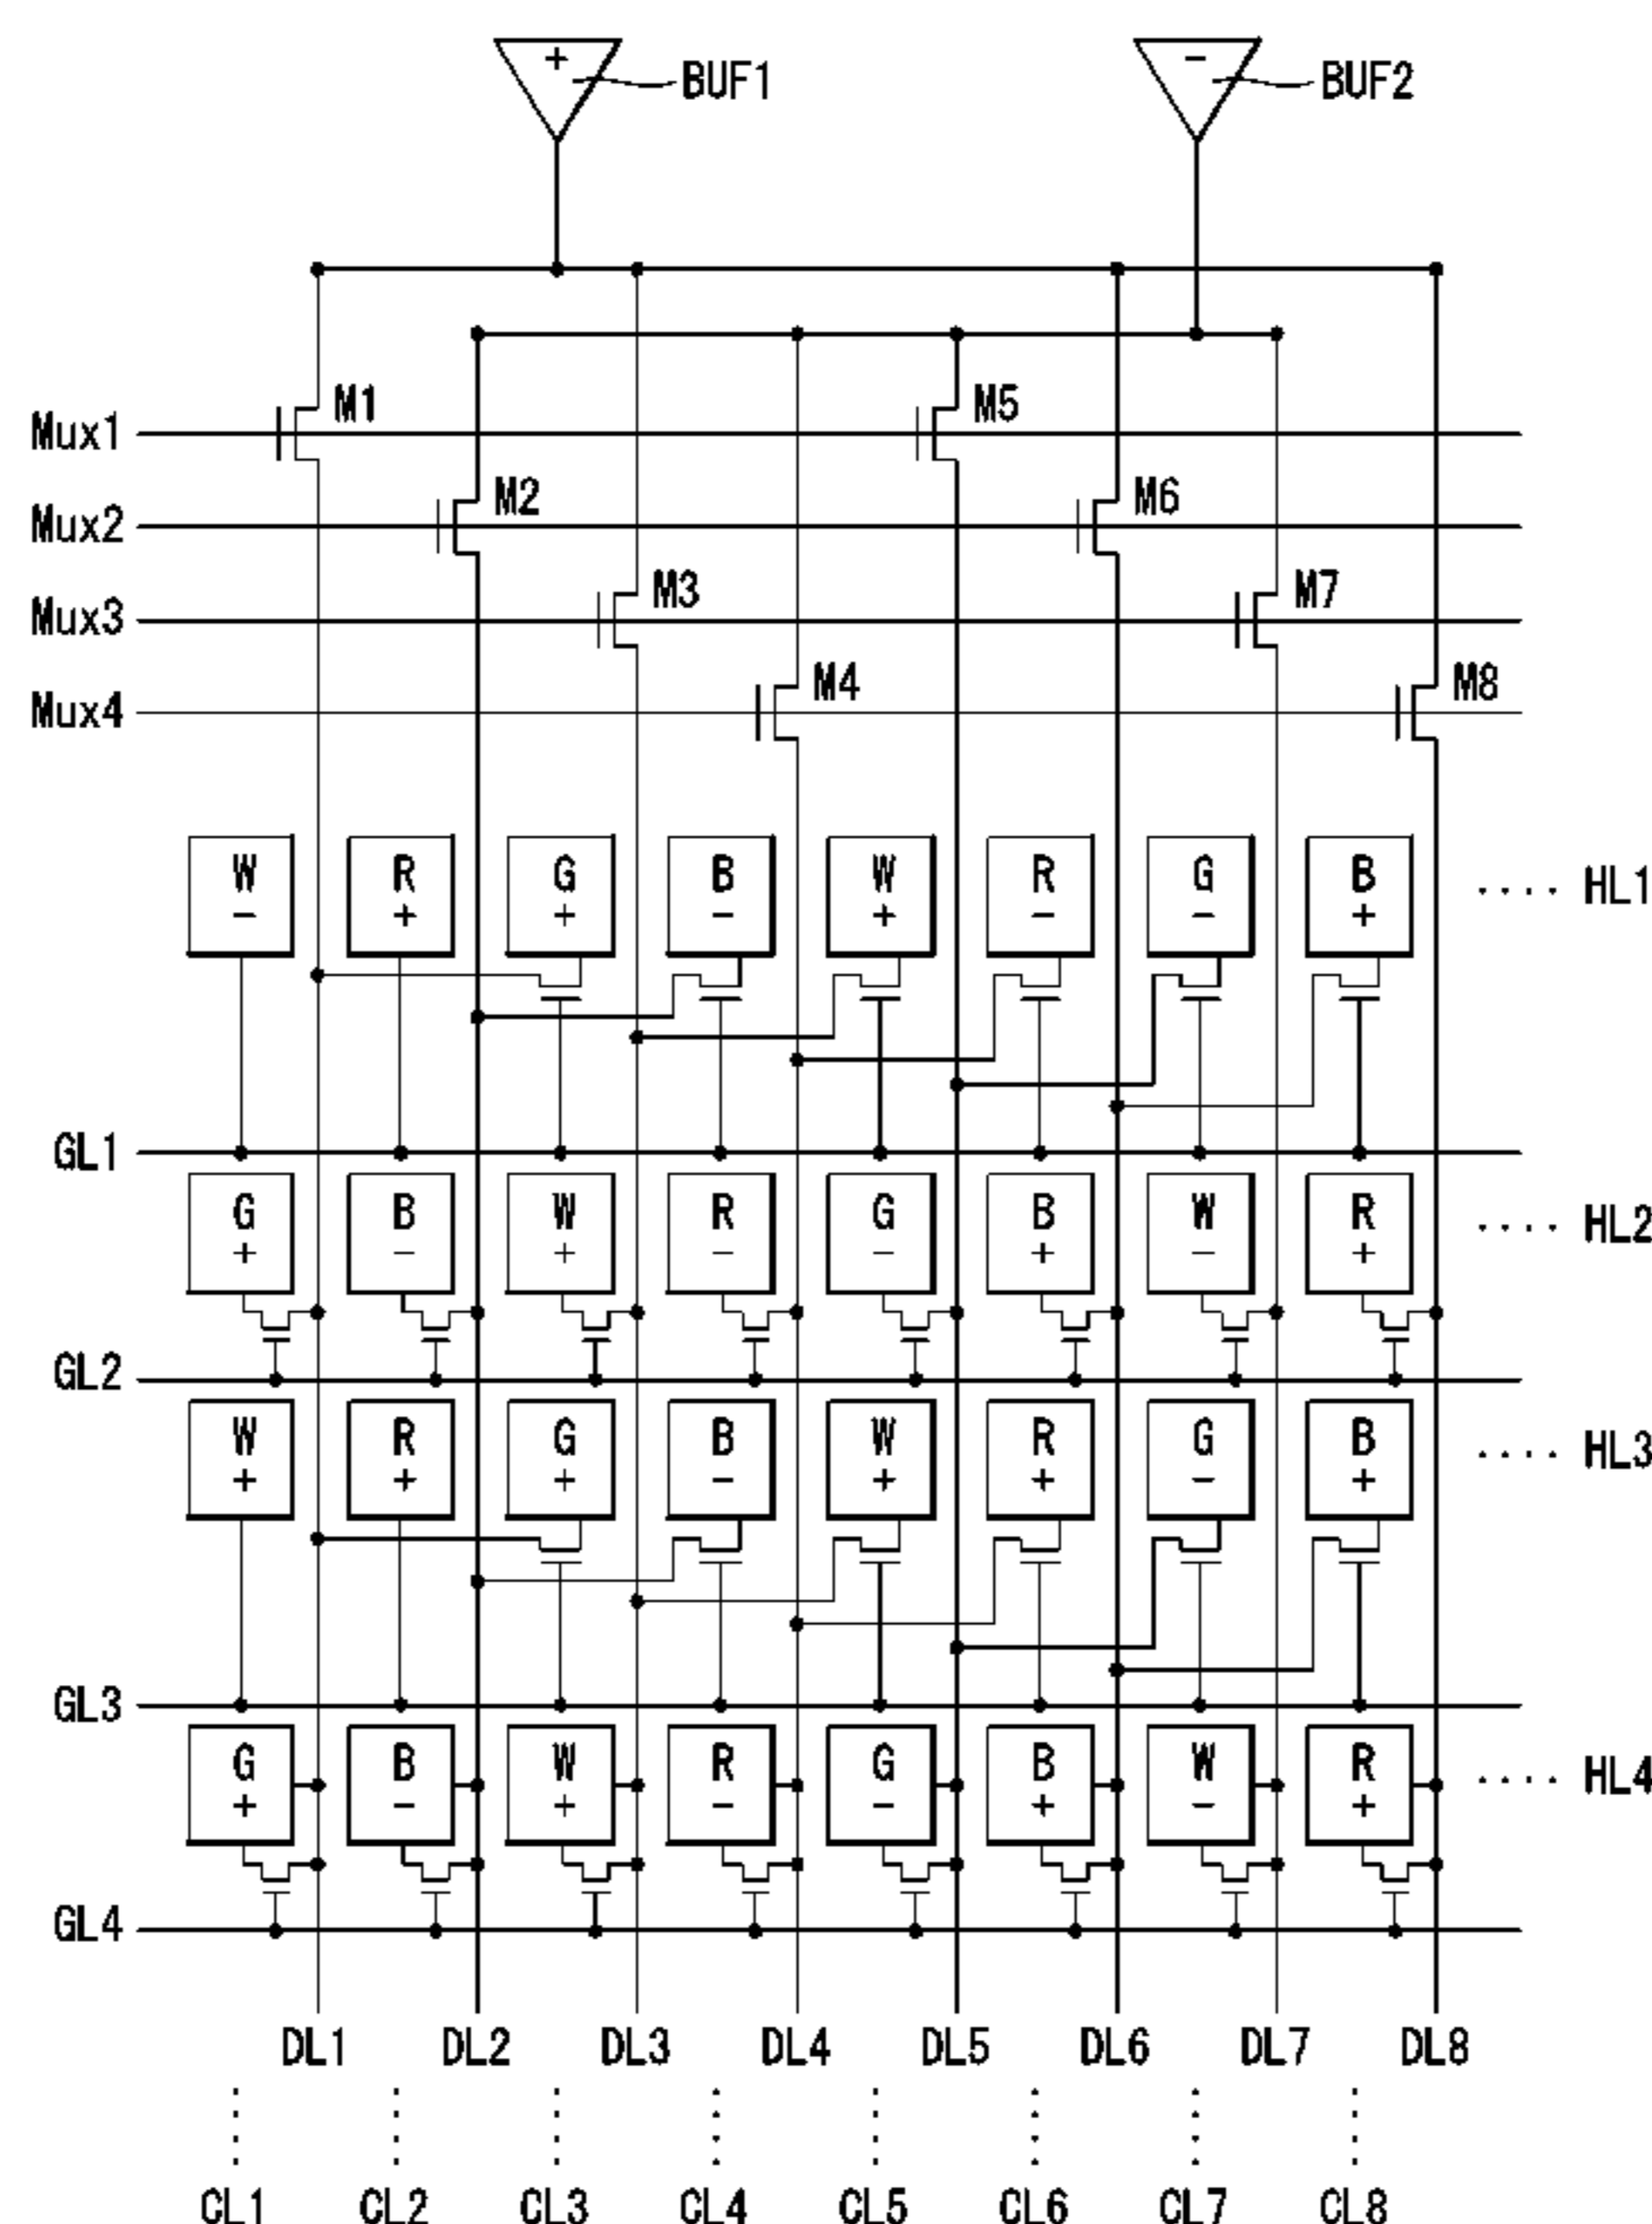 + BUF1 - BUF2
Mux1 M1 M5
Mux2 M2 M6
Mux3 M3 M7
Mux4 M4 M8
W R G B W R G B .... HL1
- + + - + - - +
GL1
G B W R G B W R .... HL2
+ - + - - + - +
GL2
W R G B W R G B .... HL3
+ + + - + + - +
GL3
G B W R G B W R .... HL4
+ - + - - + - +
GL4
DL1 DL2 DL3 DL4 DL5 DL6 DL7 DL8
CL1 CL2 CL3 CL4 CL5 CL6 CL7 CL8